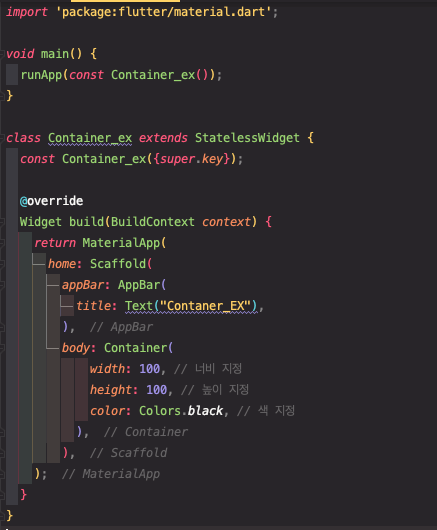 import 'package:flutter/material.dart';
void main() {
runApp(const Container_ex());
}
class Container_ex extends StatelessWidget {
const Container_ex({super.key});
@override
Widget build(BuildContext context) {
return MaterialApp(
home: Scaffold(
appBar: AppBar(
title: Text("Contaner_EX"),
), // AppBar
body: Container(
width: 100, // 너비 지정
height: 100, // 높이 지정
color: Colors.black, // 색 지정
), // Container
), // Scaffold
); // MaterialApp
}
}